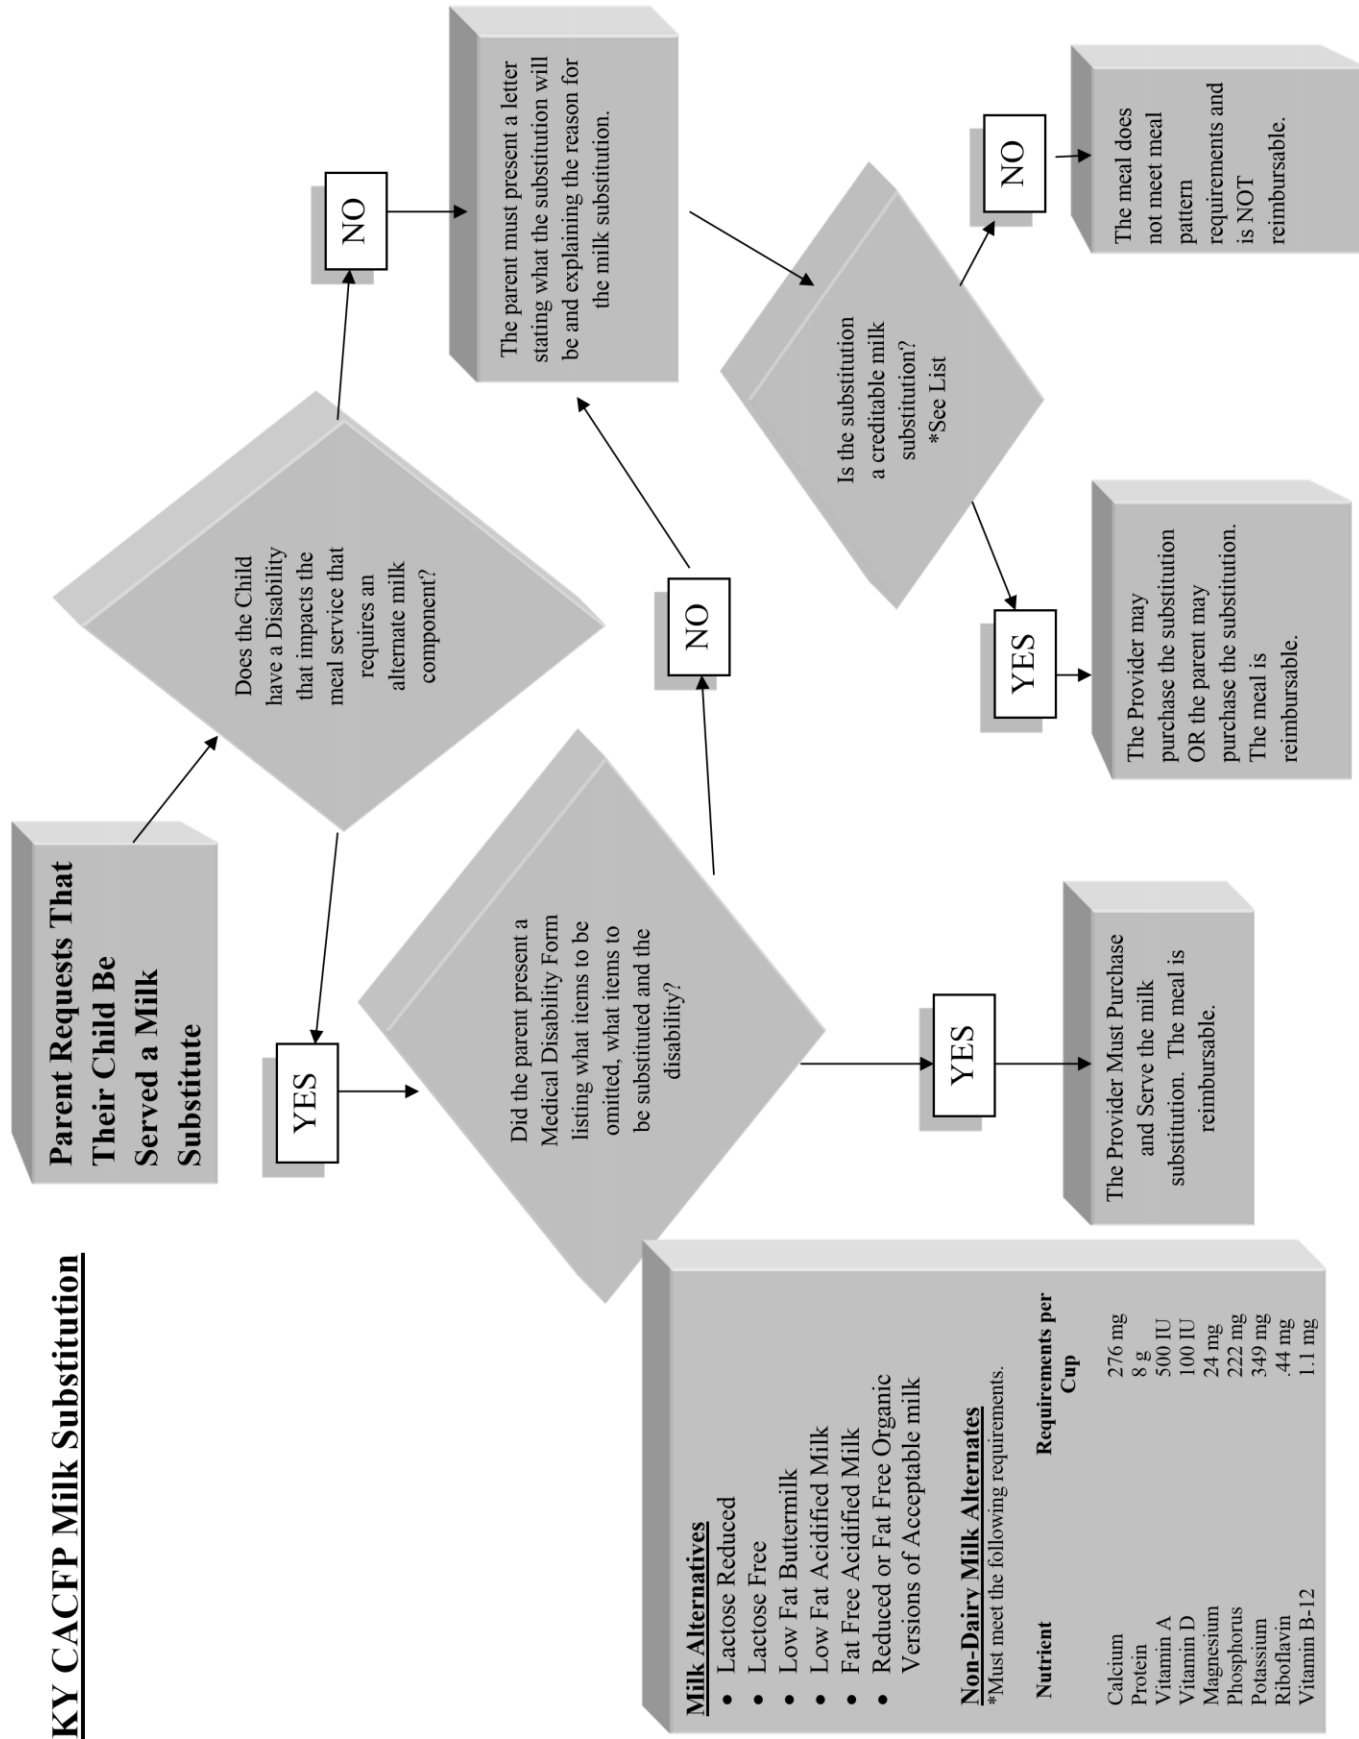 KY CACFP Milk Substitution
Parent Requests That
Their Child Be
Served a Milk
Substitute
Does the Child
have a Disability
that impacts the
meal service that
requires an
alternate milk
component?
YES
NO
Did the parent present a
Medical Disability Form
listing what items to be
omitted, what items to
be substituted and the
disability?
NO
The parent must present a letter
stating what the substitution will
be and explaining the reason for
the milk substitution.
YES
The Provider Must Purchase
and Serve the milk
substitution. The meal is
reimbursable.
Is the substitution
a creditable milk
substitution?
*See List
YES
NO
The Provider may
purchase the substitution
OR the parent may
purchase the substitution.
The meal is
reimbursable.
The meal does
not meet meal
pattern
requirements and
is NOT
reimbursable.
Milk Alternatives
• Lactose Reduced
• Lactose Free
• Low Fat Buttermilk
• Low Fat Acidified Milk
• Fat Free Acidified Milk
• Reduced or Fat Free Organic
Versions of Acceptable milk
Non-Dairy Milk Alternates
*Must meet the following requirements.
Nutrient Requirements per
Cup
Calcium 276 mg
Protein 8 g
Vitamin A 500 IU
Vitamin D 100 IU
Magnesium 24 mg
Phosphorus 222 mg
Potassium 349 mg
Riboflavin .44 mg
Vitamin B-12 1.1 mg